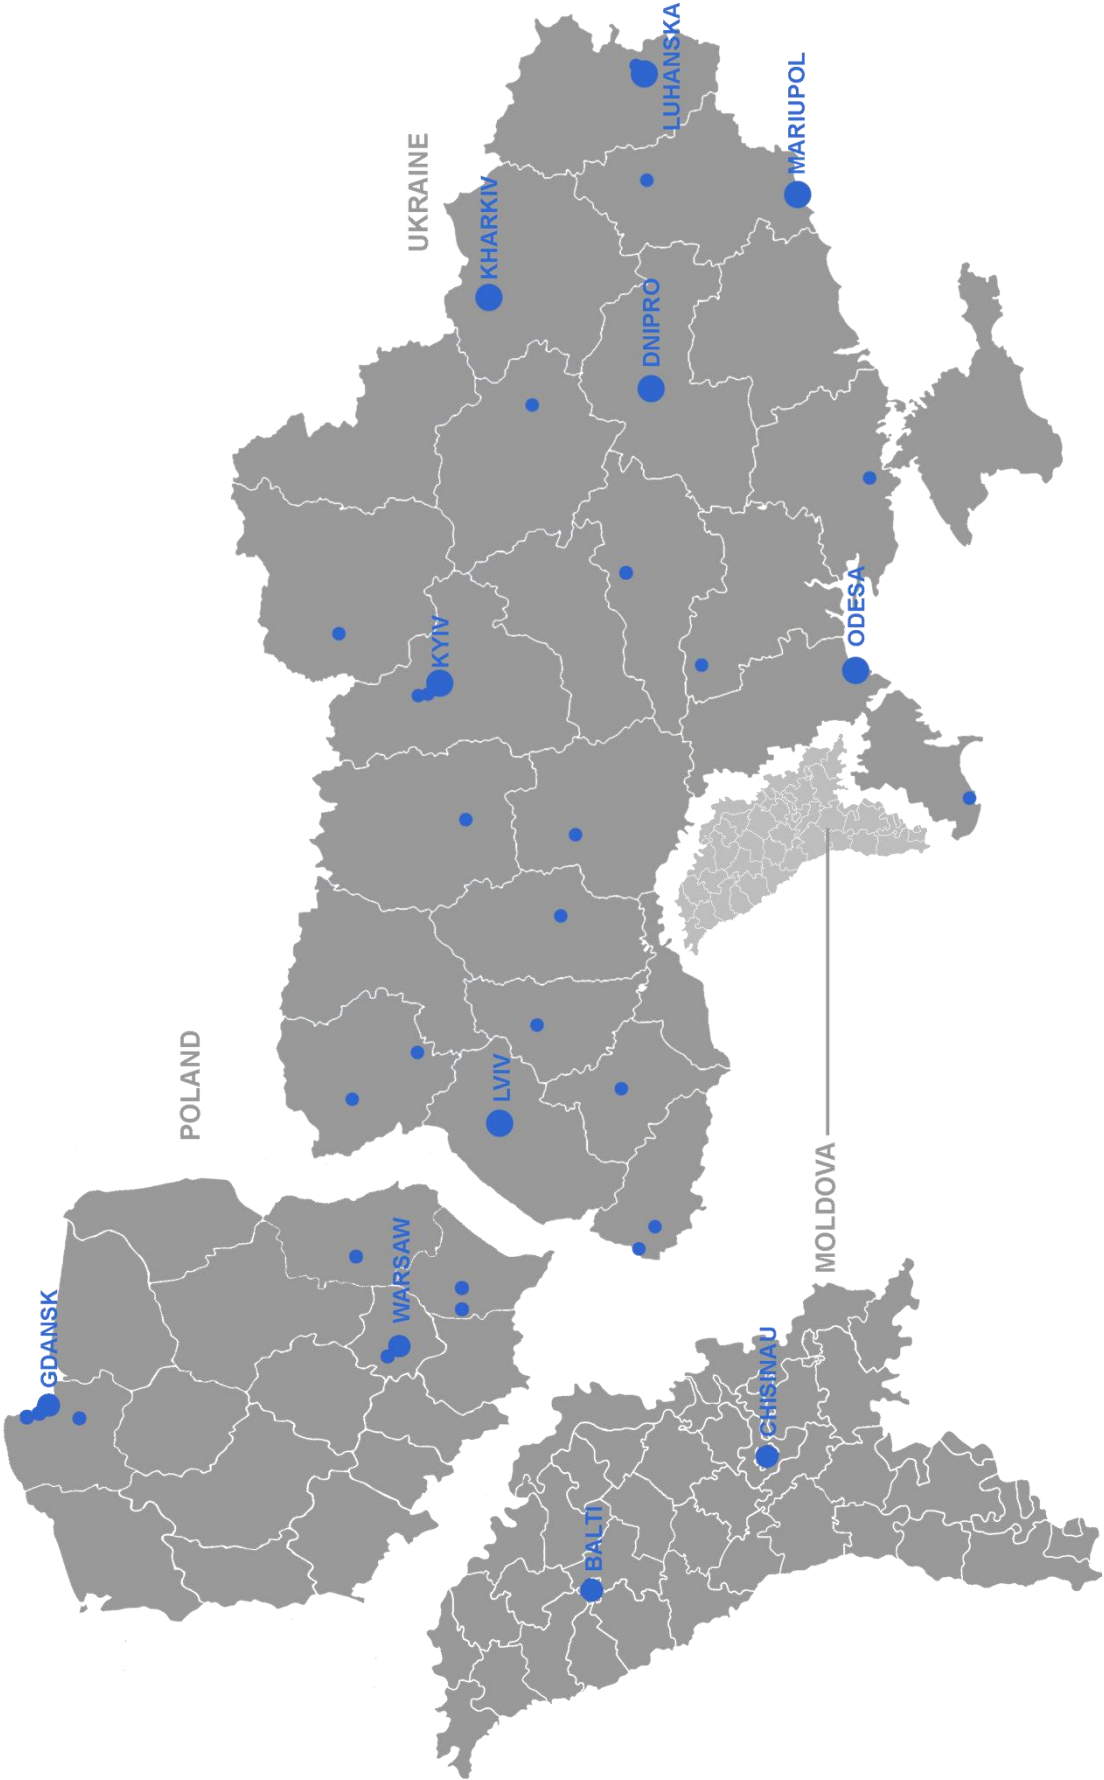 POLAND
GDANSK
WARSAW
UKRAINE
LUHANSKA
KHARKIV
MARIUPOL
DNIPRO
KYIV
ODESA
LVIV
MOLDOVA
CHISINAU
BALTI